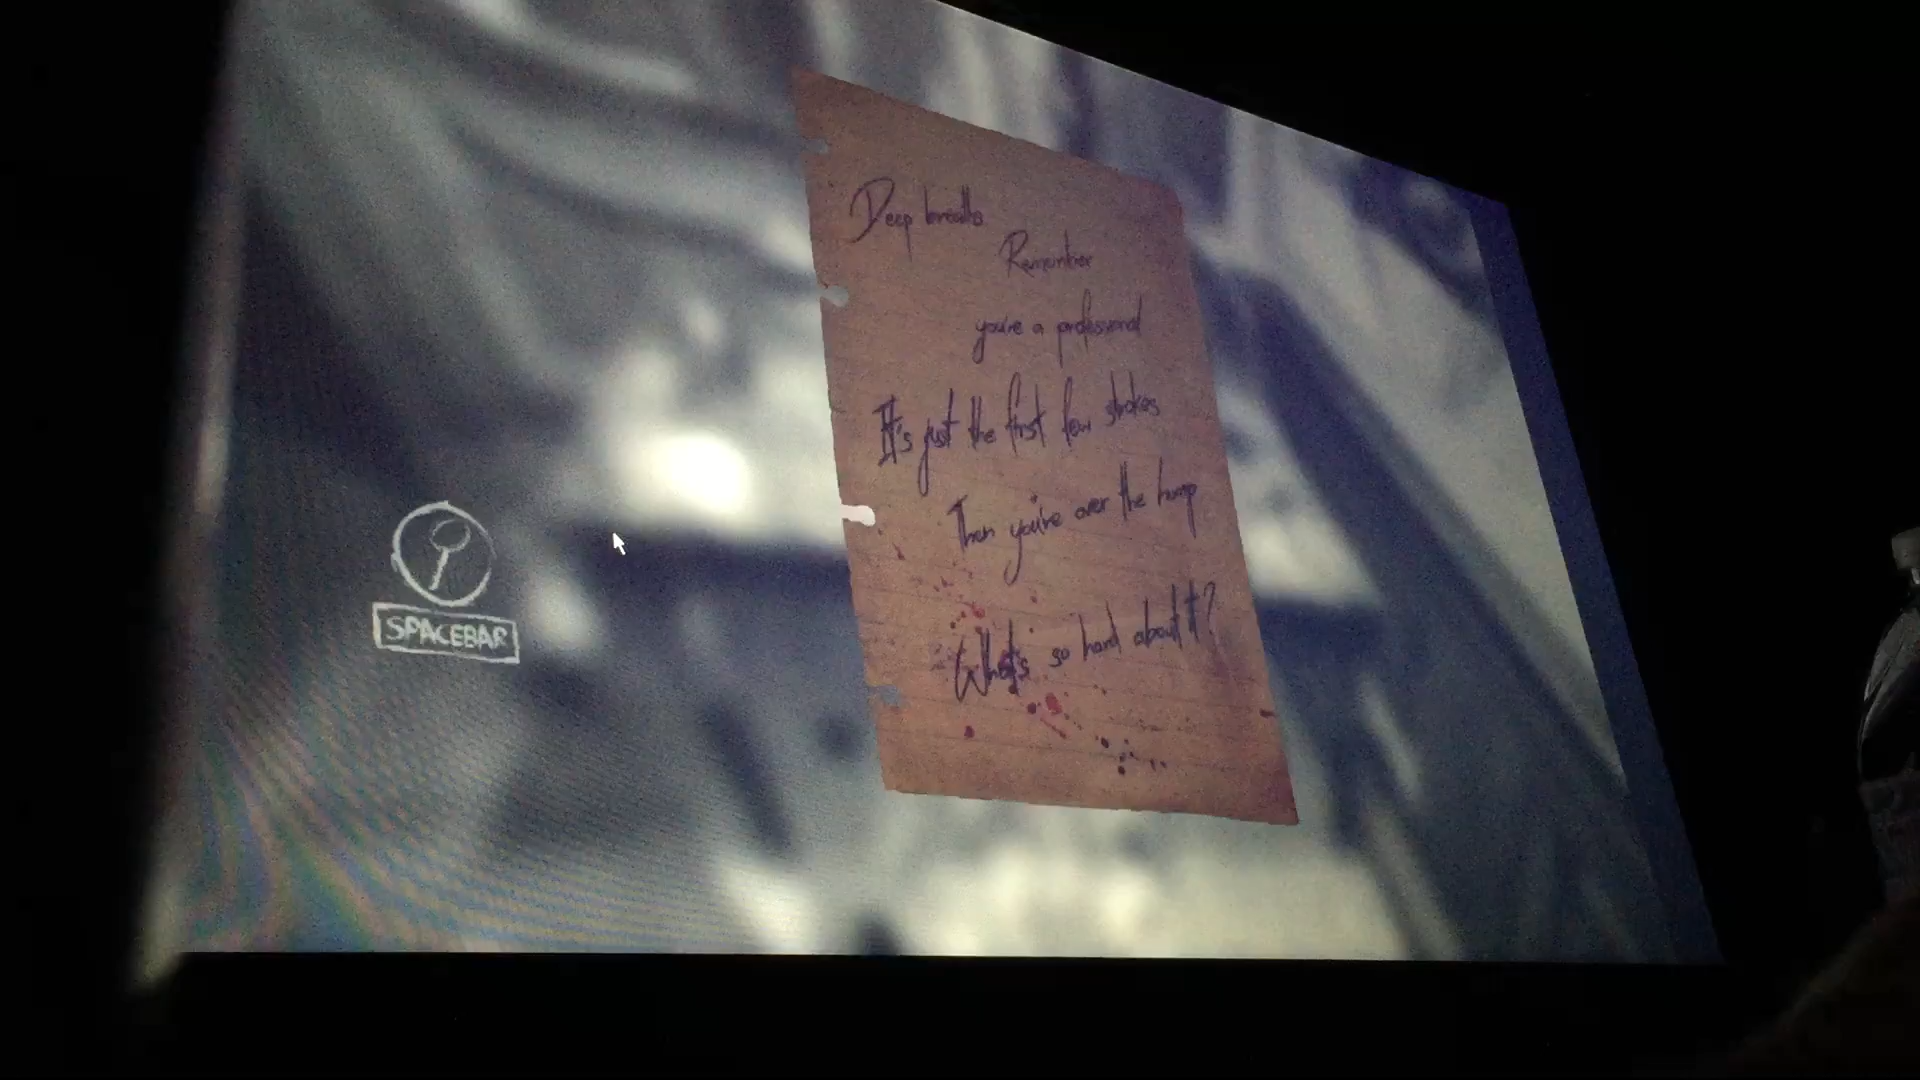 Deep breaths
Remember
you're a professional
It's just the first few strokes
Then you're over the hump
What's so hard about it?
SPACEBAR